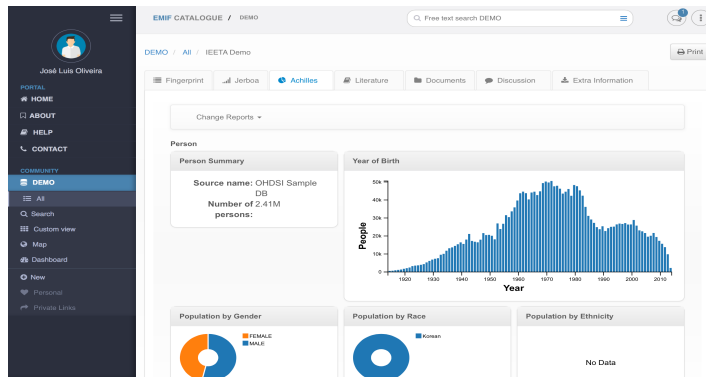 EMIF CATALOGUE / DEMO
Free text search DEMO
1
DEMO / All / IEETA Demo
Print
José Luis Oliveira
PORTAL
HOME
ABOUT
HELP
CONTACT
COMMUNITY
DEMO
All
Search
Custom view
Map
Dashboard
New
Personal
Private Links
Fingerprint
Jerboa
Achilles
Literature
Documents
Discussion
Extra Information
Change Reports
Person
Person Summary
Source name: OHDSI Sample
DB
Number of 2.41M
persons:
Year of Birth
People
50k
40k
30k
20k
10k
0
1920 1930 1940 1950 1960 1970 1980 1990 2000 2010
Year
Population by Gender
FEMALE
MALE
Population by Race
Korean
Population by Ethnicity
No Data